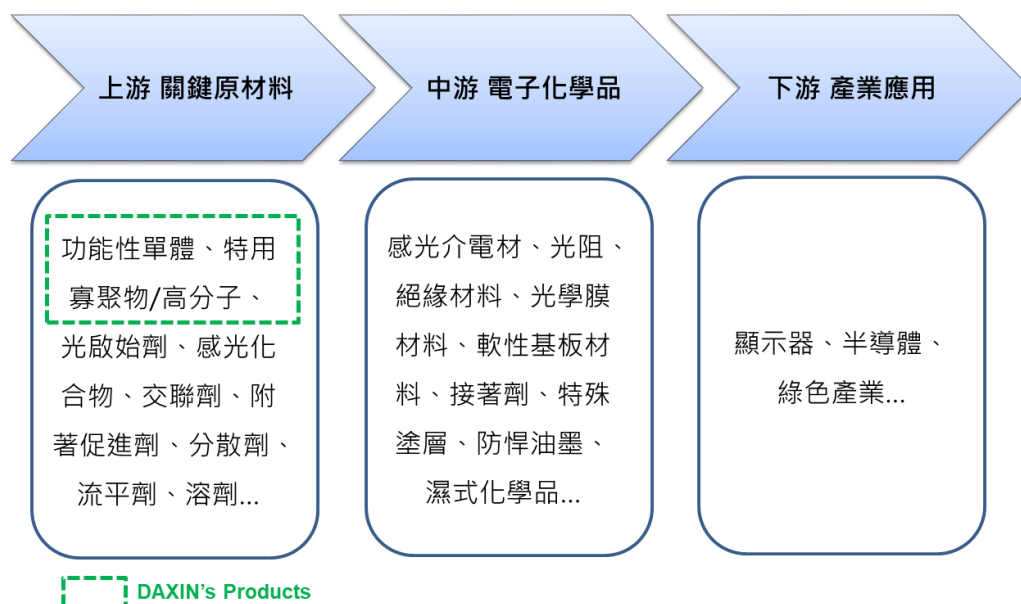 上游 關鍵原材料
中游 電子化學品
下游 產業應用
功能性單體、特用
寡聚物/高分子、
光啟始劑、感光化
合物、交聯劑、附
著促進劑、分散劑、
流平劑、溶劑...
感光介電材、光阻、
絕緣材料、光學膜
材料、軟性基板材
料、接著劑、特殊
塗層、防悍油墨、
濕式化學品...
顯示器、半導體、
綠色產業...
DAXIN's Products